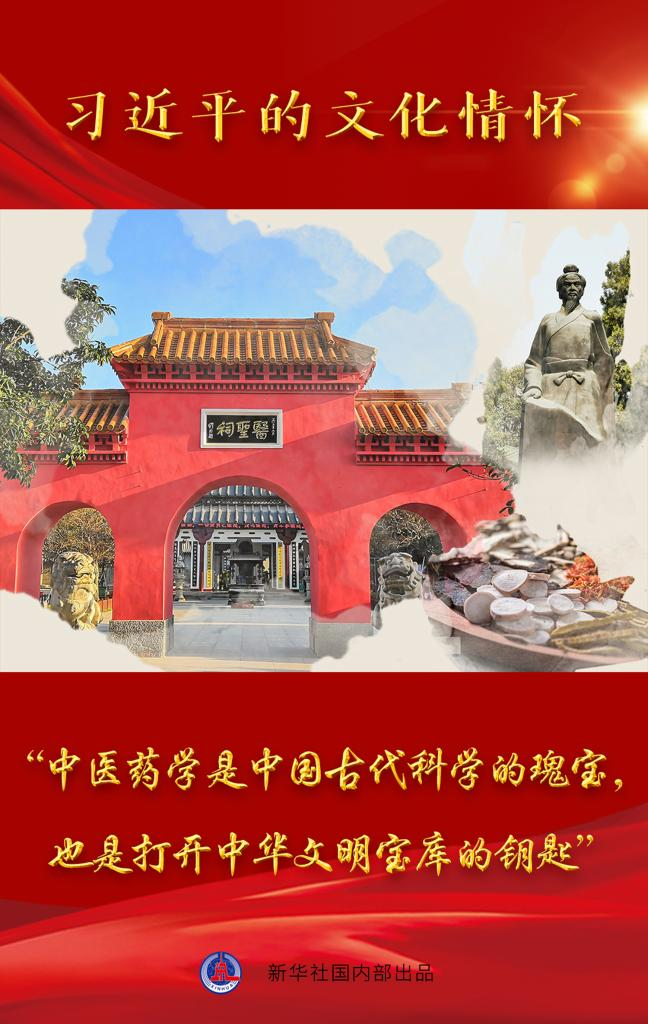 习近平的文化情怀
醫聖祠
“中医药学是中国古代科学的瑰宝，
也是打开中华文明宝库的钥匙”
XINHUA
新华社国内部出品